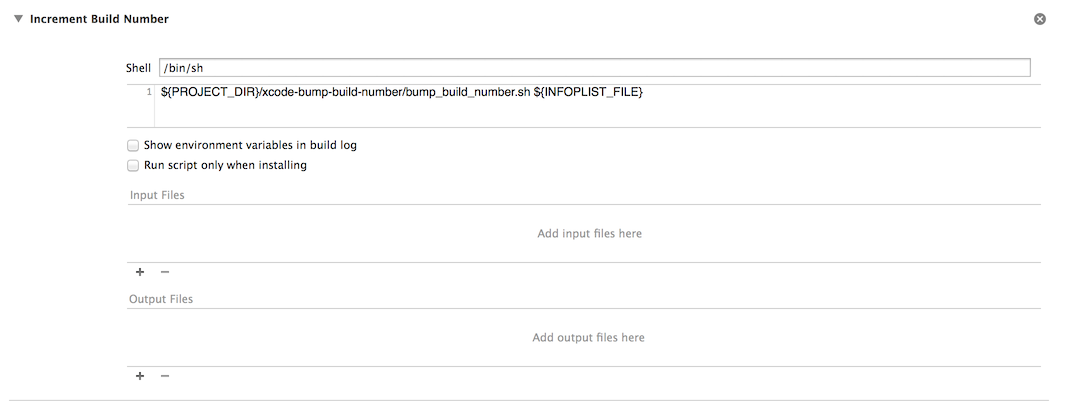 Increment Build Number
Shell /bin/sh
1 ${PROJECT_DIR}/xcode-bump-build-number/bump_build_number.sh ${INFOPLIST_FILE}
Show environment variables in build log
Run script only when installing
Input Files
Add input files here
+ −
Output Files
Add output files here
+ −